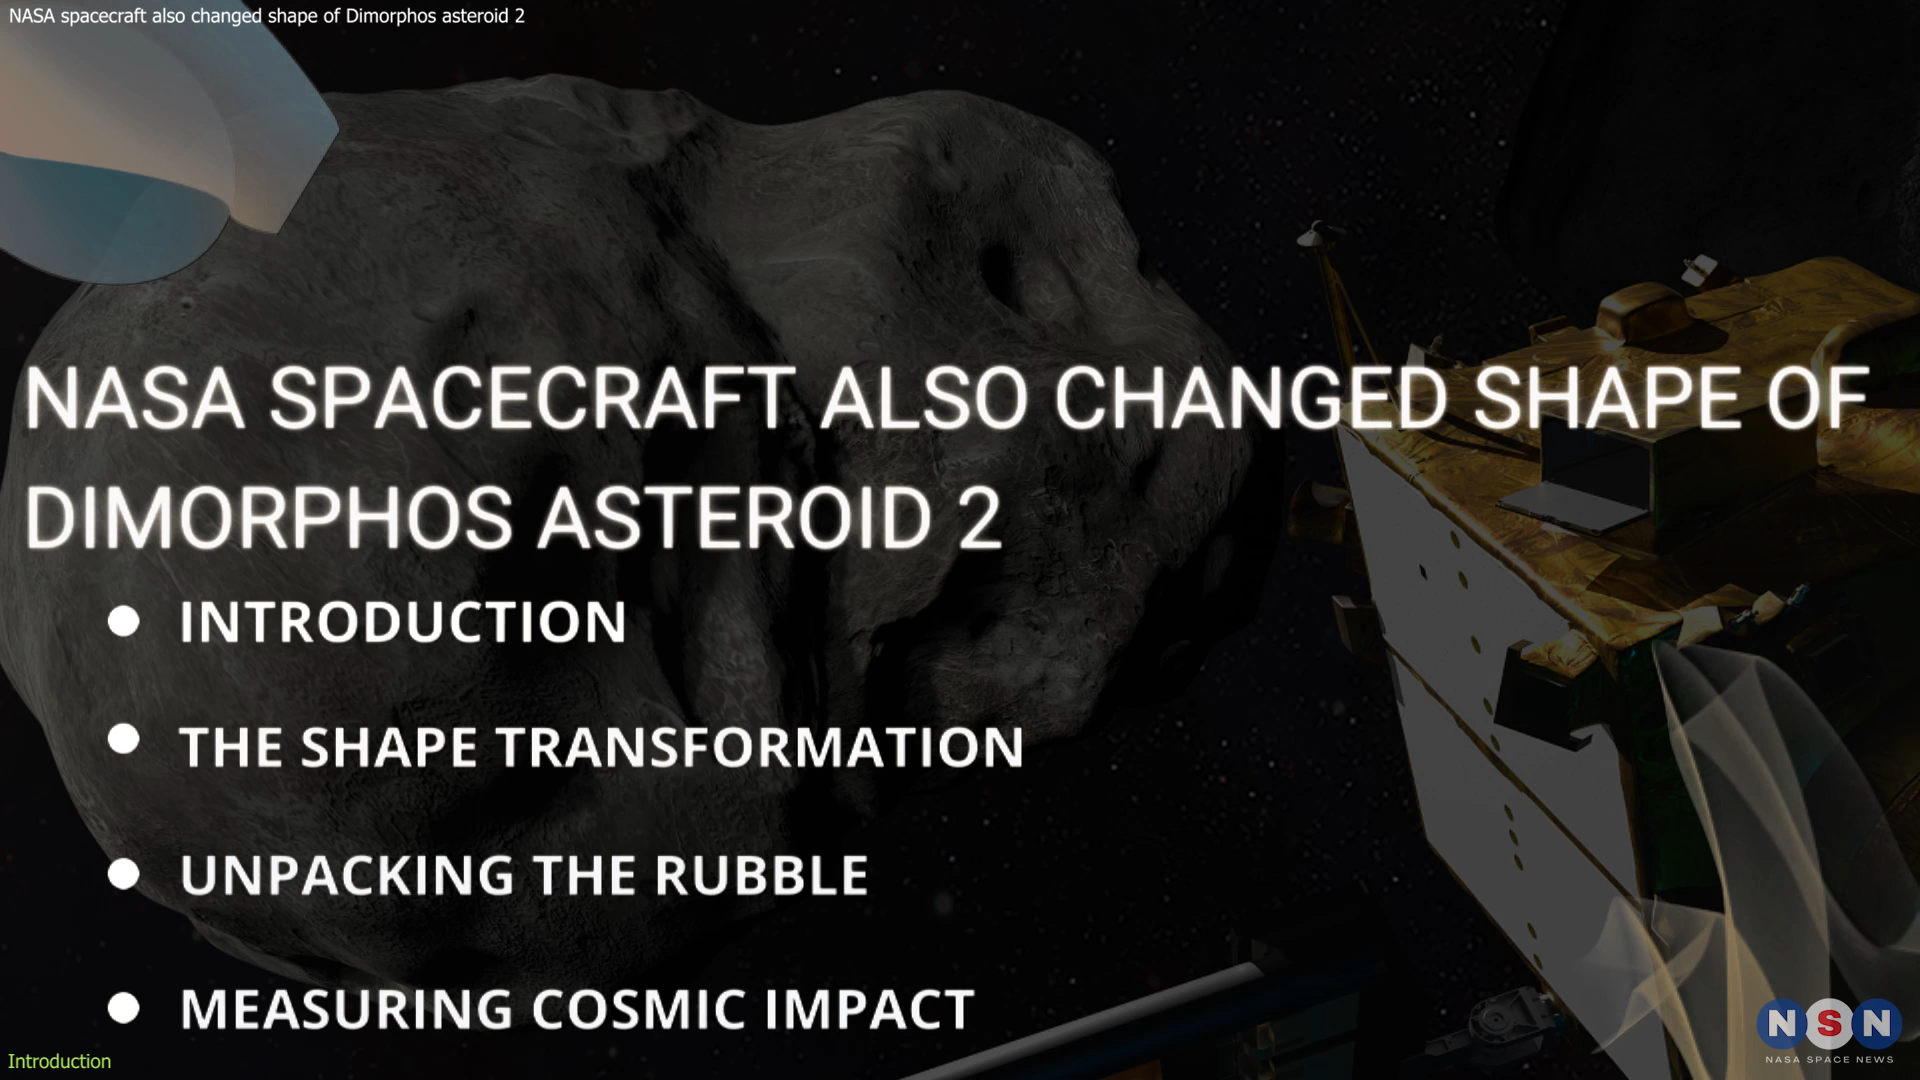 NASA spacecraft also changed shape of Dimorphos asteroid 2
NASA SPACECRAFT ALSO CHANGED SHAPE OF
DIMORPHOS ASTEROID 2
INTRODUCTION
THE SHAPE TRANSFORMATION
UNPACKING THE RUBBLE
MEASURING COSMIC IMPACT
Introduction
NSN
NASA SPACE NEWS